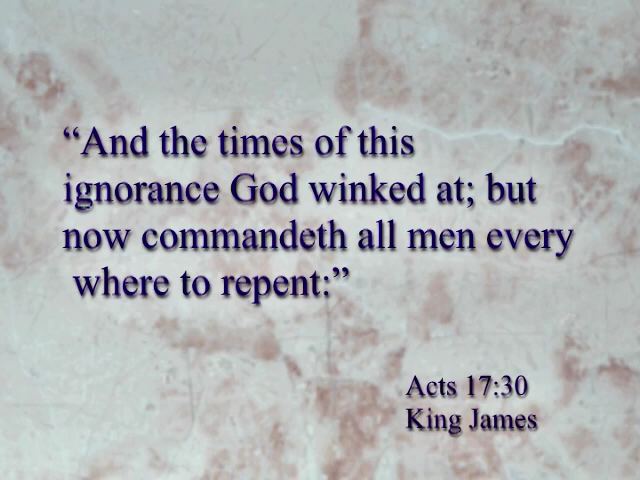 “And the times of this
ignorance God winked at; but
now commandeth all men every
where to repent:”
Acts 17:30
King James